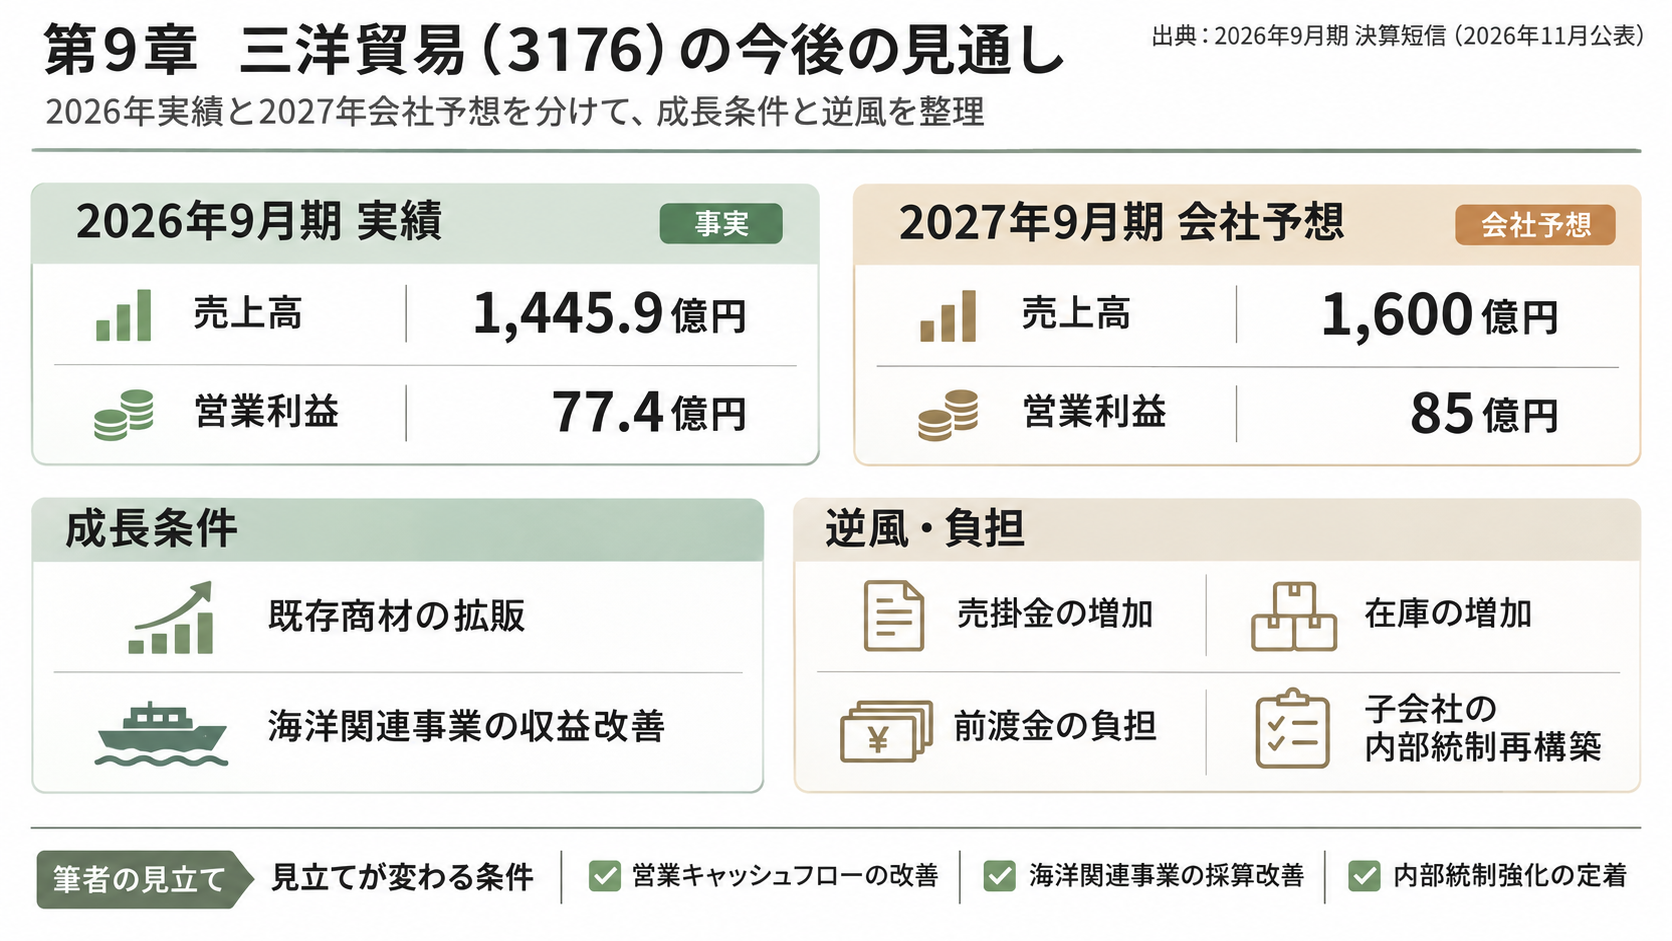 第9章 三洋貿易（3176）の今後の見通し
出典：2026年9月期 決算短信（2026年11月公表）
2026年実績と2027年会社予想を分けて、成長条件と逆風を整理
2026年9月期 実績
事実
売上高
1,445.9億円
営業利益
77.4億円
2027年9月期 会社予想
会社予想
売上高
1,600億円
営業利益
85億円
成長条件
既存商材の拡販
海洋関連事業の収益改善
逆風・負担
売掛金の増加
在庫の増加
¥
前渡金の負担
子会社の
内部統制再構築
筆者の見立て
見立てが変わる条件
営業キャッシュフローの改善
海洋関連事業の採算改善
内部統制強化の定着